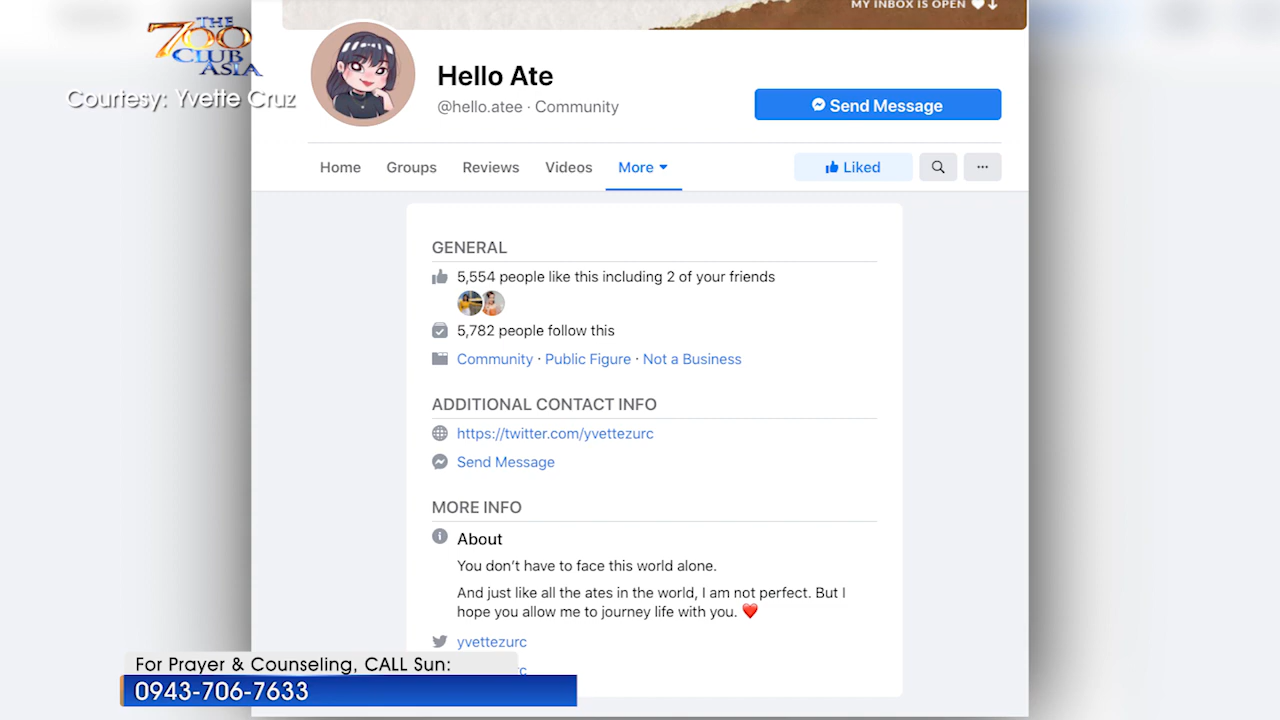 MY INBOX IS OPEN
THE
700
CLUB
ASIA
Courtesy: Yvette Cruz
Hello Ate
@hello.atee · Community
Send Message
Home Groups Reviews Videos More
Liked
GENERAL
5,554 people like this including 2 of your friends
5,782 people follow this
Community · Public Figure · Not a Business
ADDITIONAL CONTACT INFO
https://twitter.com/yvettezurc
Send Message
MORE INFO
About
You don't have to face this world alone.
And just like all the ates in the world, I am not perfect. But I
hope you allow me to journey life with you. ❤️
yvettezurc
For Prayer & Counseling, CALL Sun:
0943-706-7633